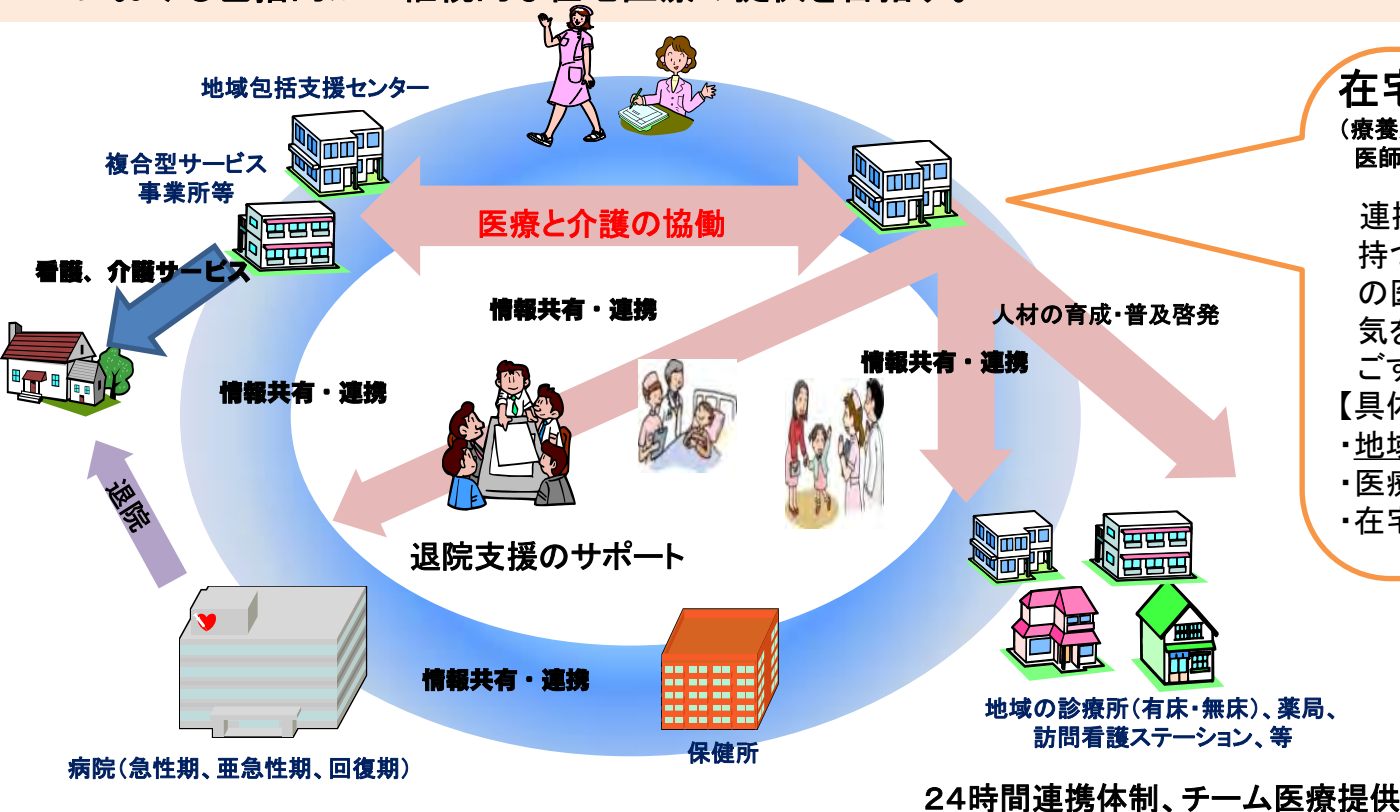 地域包括支援センター
複合型サービス
事業所等
医療と介護の協働
看護、介護サービス
情報共有・連携
人材の育成・普及啓発
情報共有・連携
情報共有・連携
退院
退院支援のサポート
情報共有・連携
病院（急性期、亜急性期、回復期）
保健所
地域の診療所（有床・無床）、薬局、
訪問看護ステーション、等
24時間連携体制、チーム医療提供
在宅
（療養
医師
連携
持つ
の医
気を
ごす
【具体
・地域
・医療
・在宅